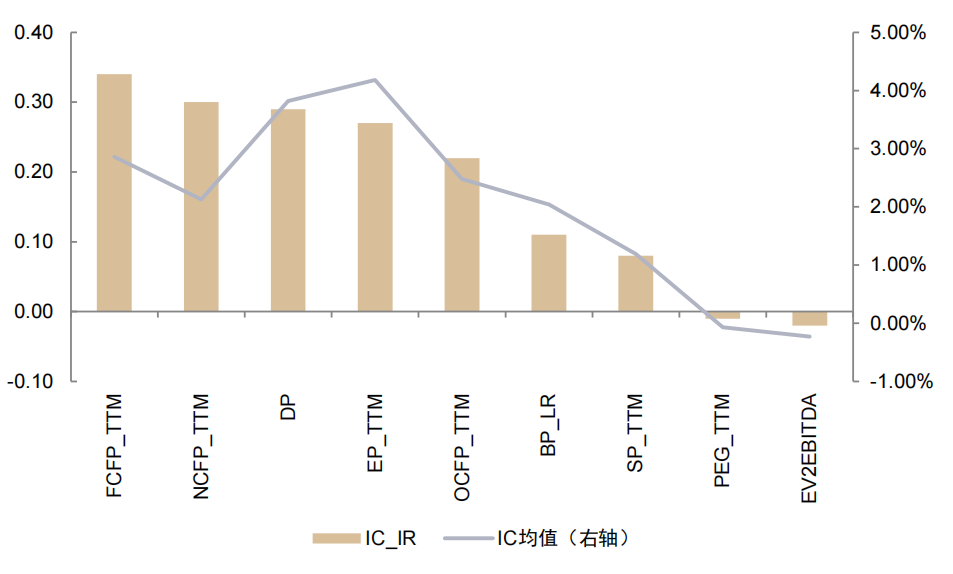 0.40
0.30
0.20
0.10
0.00
-0.10
5.00%
4.00%
3.00%
2.00%
1.00%
0.00%
-1.00%
FCFP_TTM
NCFP_TTM
DP
EP_TTM
OCFP_TTM
BP_LR
SP_TTM
PEG_TTM
EV2EBITDA
IC_IR
IC均值（右轴）